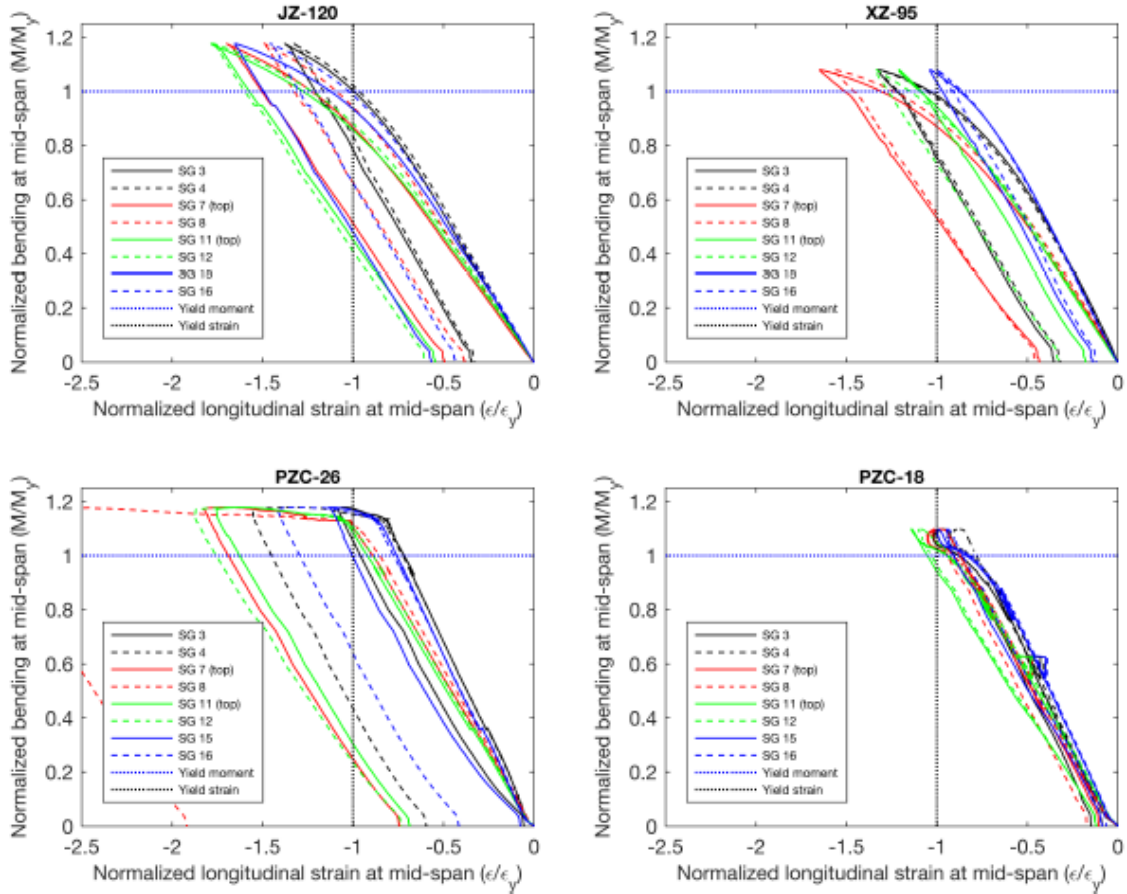 JZ-120
Normalized bending at mid-span (M/M_y)
1.2
1
0.8
0.6
0.4
0.2
0
SG 3
SG 4
SG 7 (top)
SG 8
SG 11 (top)
SG 12
SG 16
Yield moment
Yield strain
-2.5 -2 -1.5 -1 -0.5 0
Normalized longitudinal strain at mid-span (ϵ/ϵ_y)
XZ-95
Normalized bending at mid-span (M/M_y)
1.2
1
0.8
0.6
0.4
0.2
0
SG 3
SG 4
SG 7 (top)
SG 8
SG 11 (top)
SG 12
SG 16
Yield moment
Yield strain
-2.5 -2 -1.5 -1 -0.5 0
Normalized longitudinal strain at mid-span (ϵ/ϵ_y)
PZC-26
Normalized bending at mid-span (M/M_y)
1.2
1
0.8
0.6
0.4
0.2
0
SG 3
SG 4
SG 7 (top)
SG 8
SG 11 (top)
SG 12
SG 15
SG 16
Yield moment
Yield strain
-2.5 -2 -1.5 -1 -0.5 0
Normalized longitudinal strain at mid-span (ϵ/ϵ_y)
PZC-18
Normalized bending at mid-span (M/M_y)
1.2
1
0.8
0.6
0.4
0.2
0
SG 3
SG 4
SG 7 (top)
SG 8
SG 11 (top)
SG 12
SG 15
SG 16
Yield moment
Yield strain
-2.5 -2 -1.5 -1 -0.5 0
Normalized longitudinal strain at mid-span (ϵ/ϵ_y)